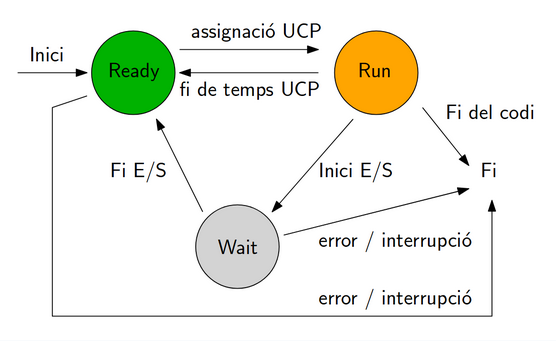 assignació UCP
Inici
Ready
Run
fi de temps UCP
Fi del codi
Fi E/S
Inici E/S
Fi
Wait
error / interrupció
error / interrupció